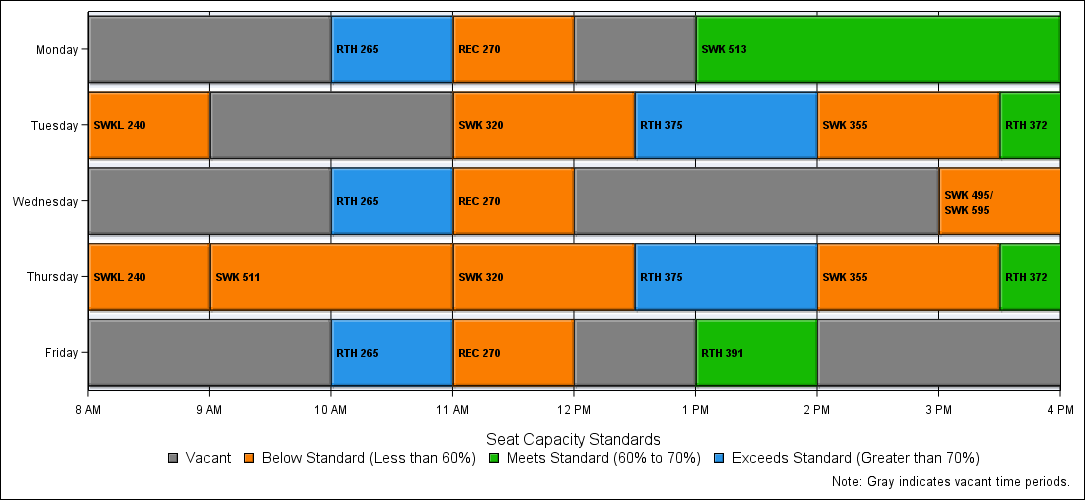 Monday
RTH 265
REC 270
SWK 513
Tuesday
SWKL 240
SWK 320
RTH 375
SWK 355
RTH 372
Wednesday
RTH 265
REC 270
SWK 495/
SWK 595
Thursday
SWKL 240
SWK 511
SWK 320
RTH 375
SWK 355
RTH 372
Friday
RTH 265
REC 270
RTH 391
8 AM 9 AM 10 AM 11 AM 12 PM 1 PM 2 PM 3 PM 4 PM
Seat Capacity Standards
Vacant Below Standard (Less than 60%) Meets Standard (60% to 70%) Exceeds Standard (Greater than 70%)
Note: Gray indicates vacant time periods.